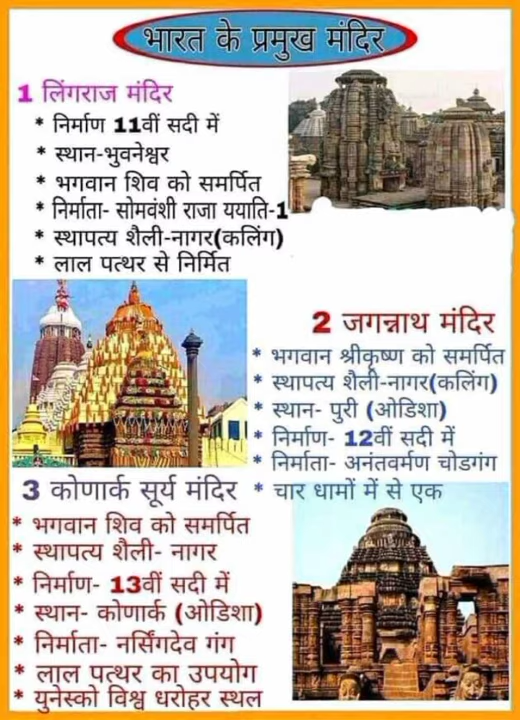 भारत के प्रमुख मंदिर
1 लिंगराज मंदिर
* निर्माण 11वीं सदी में
* स्थान-भुवनेश्वर
* भगवान शिव को समर्पित
* निर्माता- सोमवंशी राजा ययाति-1
* स्थापत्य शैली-नागर(कलिंग)
* लाल पत्थर से निर्मित
2 जगन्नाथ मंदिर
* भगवान श्रीकृष्ण को समर्पित
* स्थापत्य शैली-नागर(कलिंग)
* स्थान- पुरी (ओडिशा)
* निर्माण- 12वीं सदी में
* निर्माता- अनंतवर्मण चोडगंग
* चार धामों में से एक
3 कोणार्क सूर्य मंदिर
* भगवान शिव को समर्पित
* स्थापत्य शैली- नागर
* निर्माण- 13वीं सदी में
* स्थान- कोणार्क (ओडिशा)
* निर्माता- नर्सिंगदेव गंग
* लाल पत्थर का उपयोग
* युनेस्को विश्व धरोहर स्थल